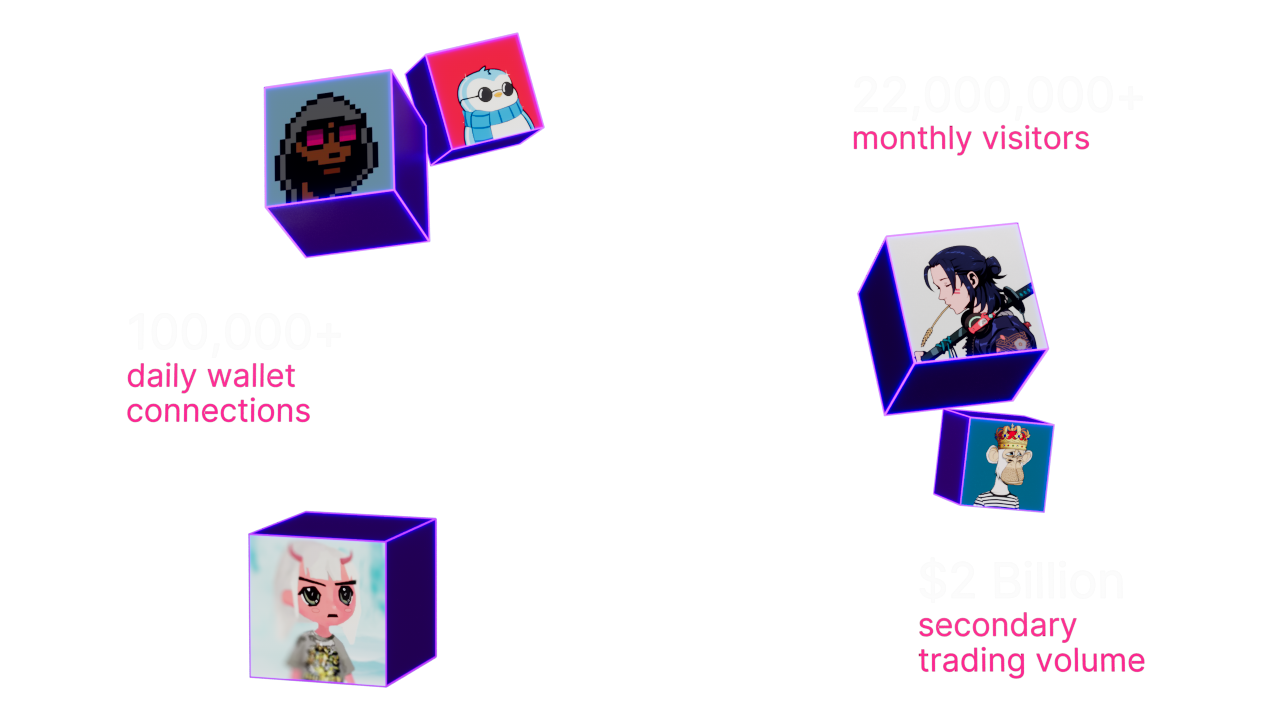 22,000,000+
monthly visitors
100,000+
daily wallet
connections
$2 Billion
secondary
trading volume